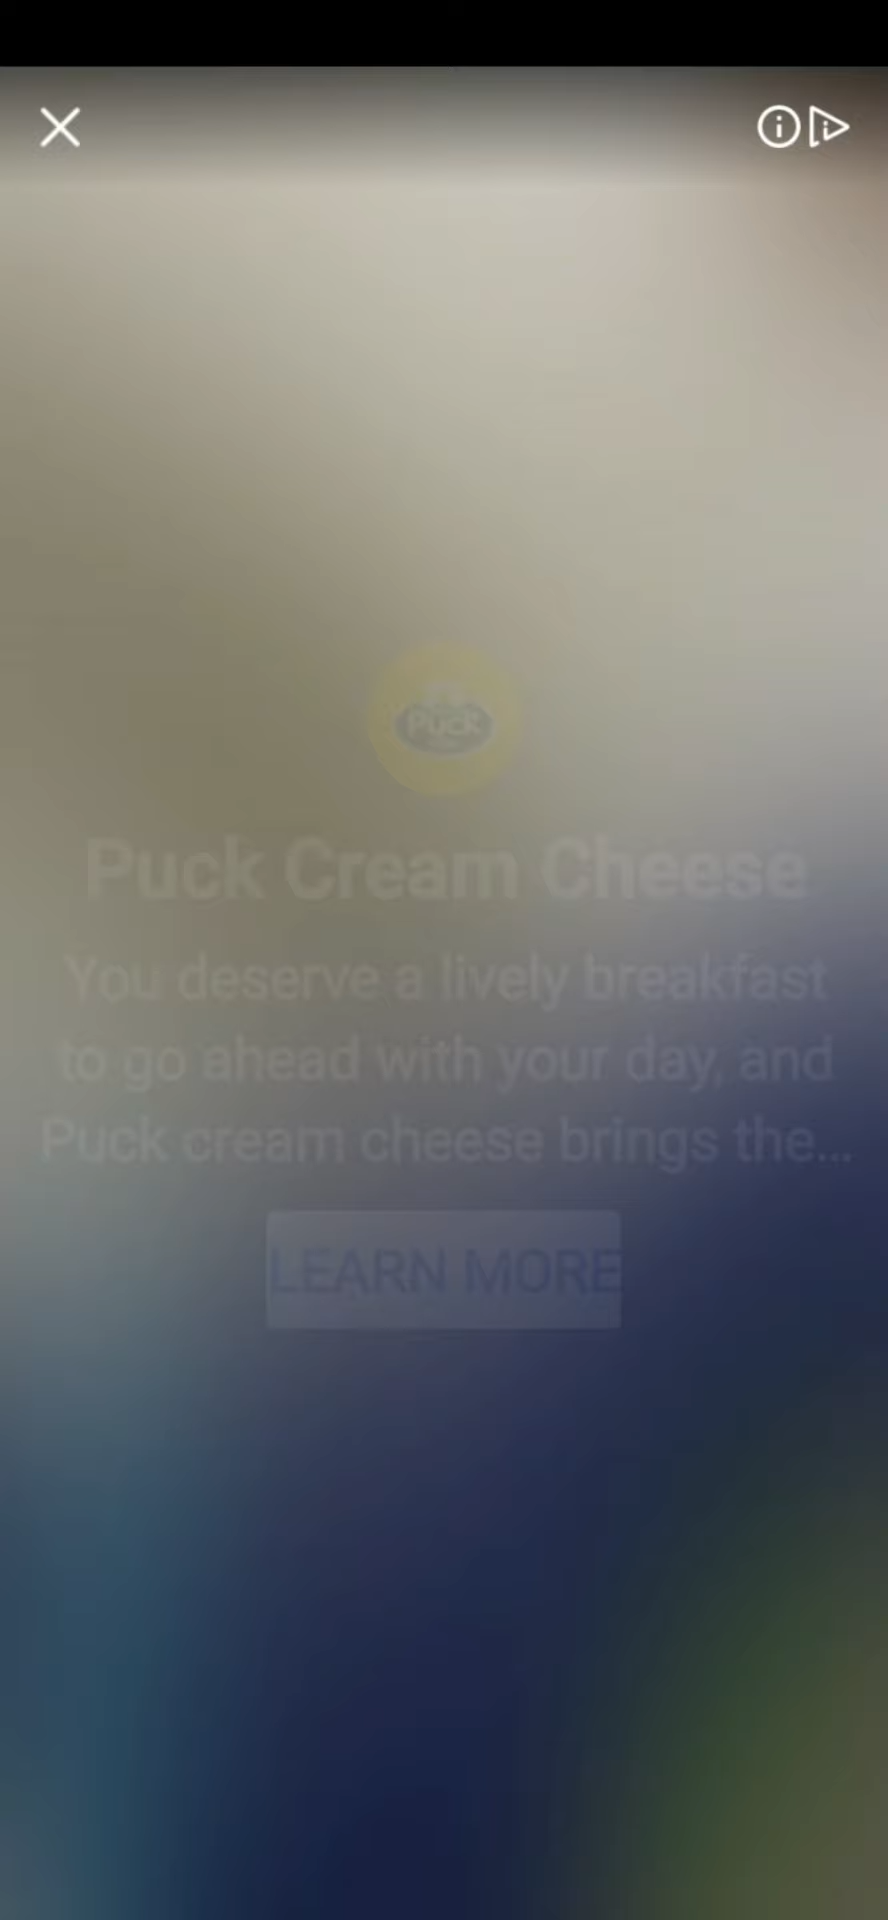 Puck
Puck Cream Cheese
You deserve a lively breakfast
to go ahead with your day, and
Puck cream cheese brings the...
LEARN MORE